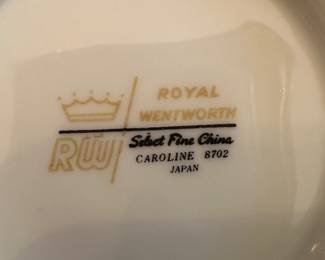 ROYAL
WENTWORTH
RW
Select Fine China
CAROLINE 8702
JAPAN